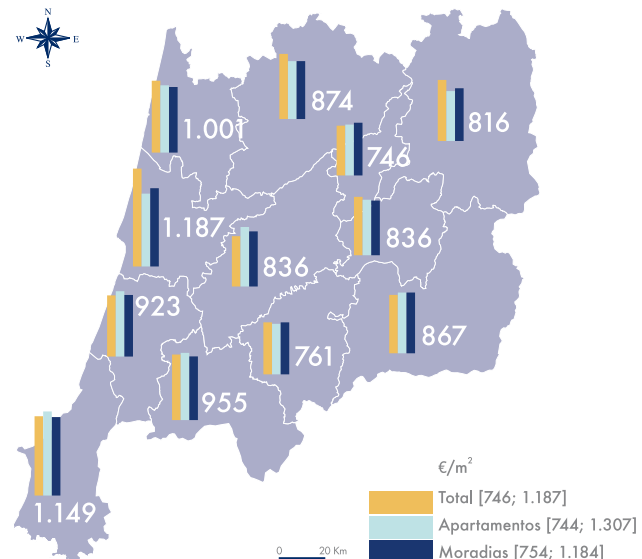 N
W E
S
874
816
1.001
746
1.187
836
836
923
867
761
955
1.149
€/m²
Total [746; 1.187]
Apartamentos [744; 1.307]
Moradias [754; 1.184]
0 20 Km